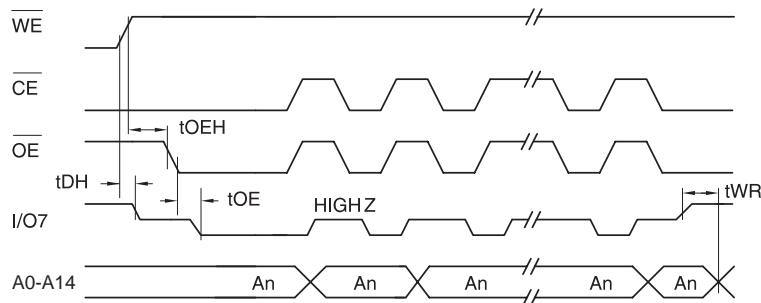 WE
CE
tOEH
OE
tDH
tOE
HIGH Z
tWR
I/O7
A0-A14
An An An An An